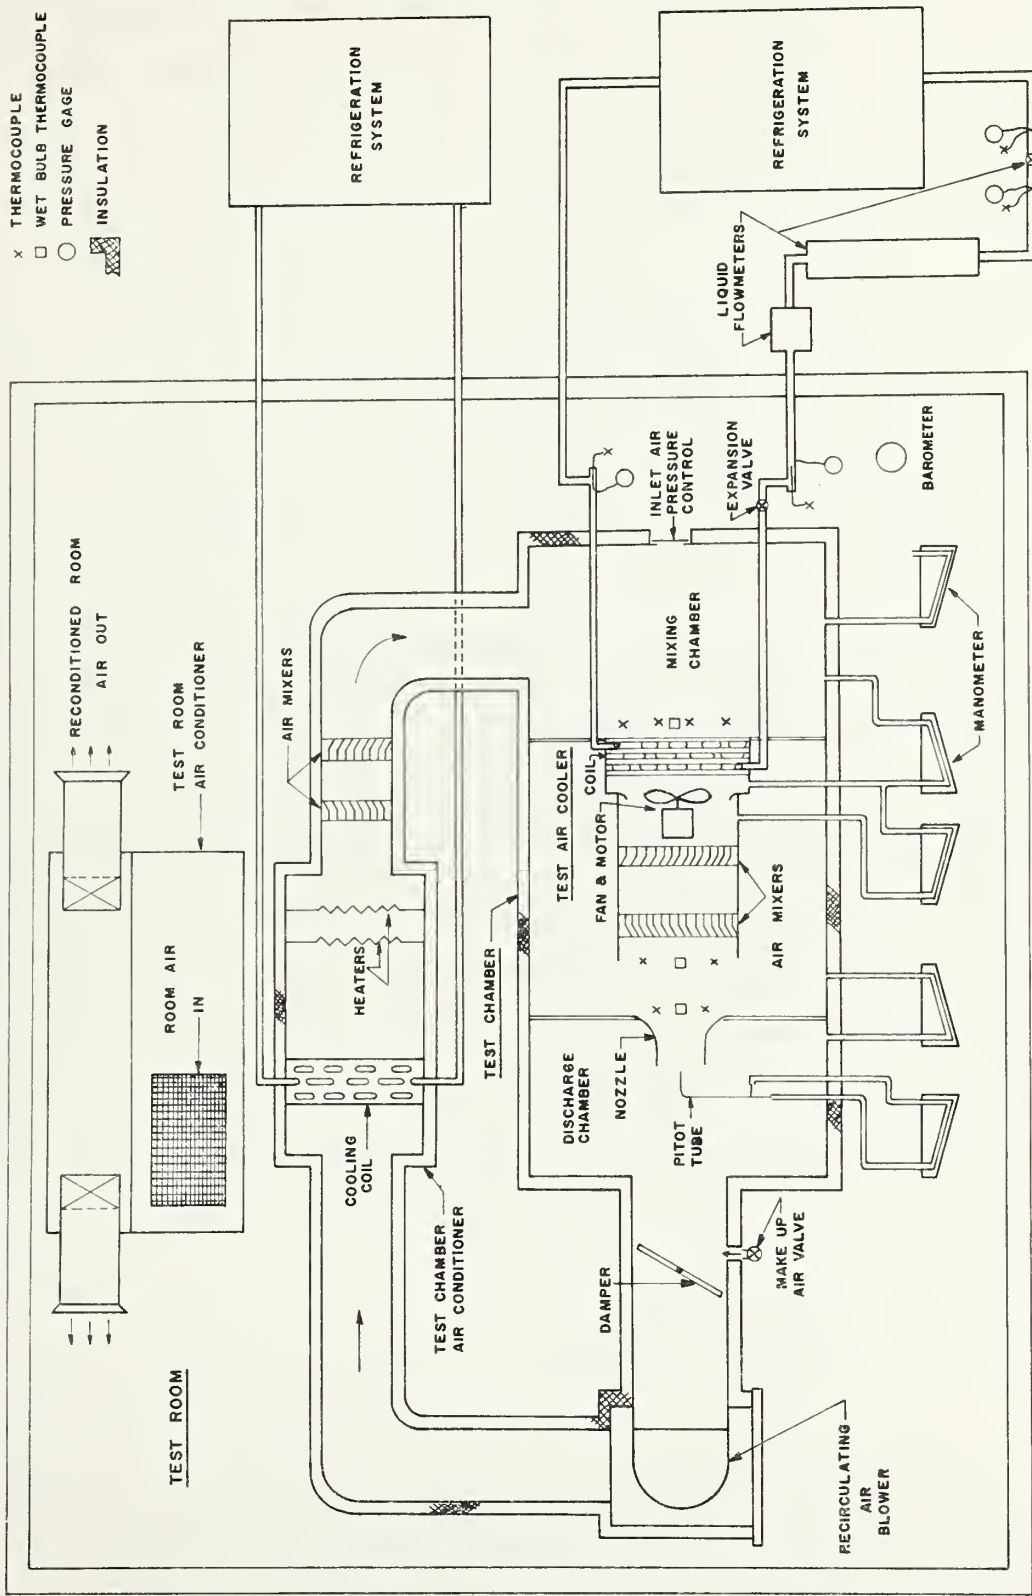 x THERMOCOUPLE
WET BULB THERMOCOUPLE
PRESSURE GAGE
INSULATION
REFRIGERATION
SYSTEM
REFRIGERATION
SYSTEM
LIQUID
FLOWMETERS
RECONDITIONED ROOM
AIR OUT
TEST ROOM
AIR CONDITIONER
AIR MIXERS
ROOM AIR
IN
HEATERS
COOLING
COIL
TEST CHAMBER
AIR CONDITIONER
TEST ROOM
TEST CHAMBER
TEST AIR COOLER
COIL
FAN & MOTOR
AIR MIXERS
MIXING
CHAMBER
INLET AIR
PRESSURE
CONTROL
EXPANSION
VALVE
BAROMETER
MANOMETER
DISCHARGE
CHAMBER
NOZZLE
PITOT
TUBE
DAMPER
MAKE UP
AIR VALVE
RECIRCULATING
AIR
BLOWER